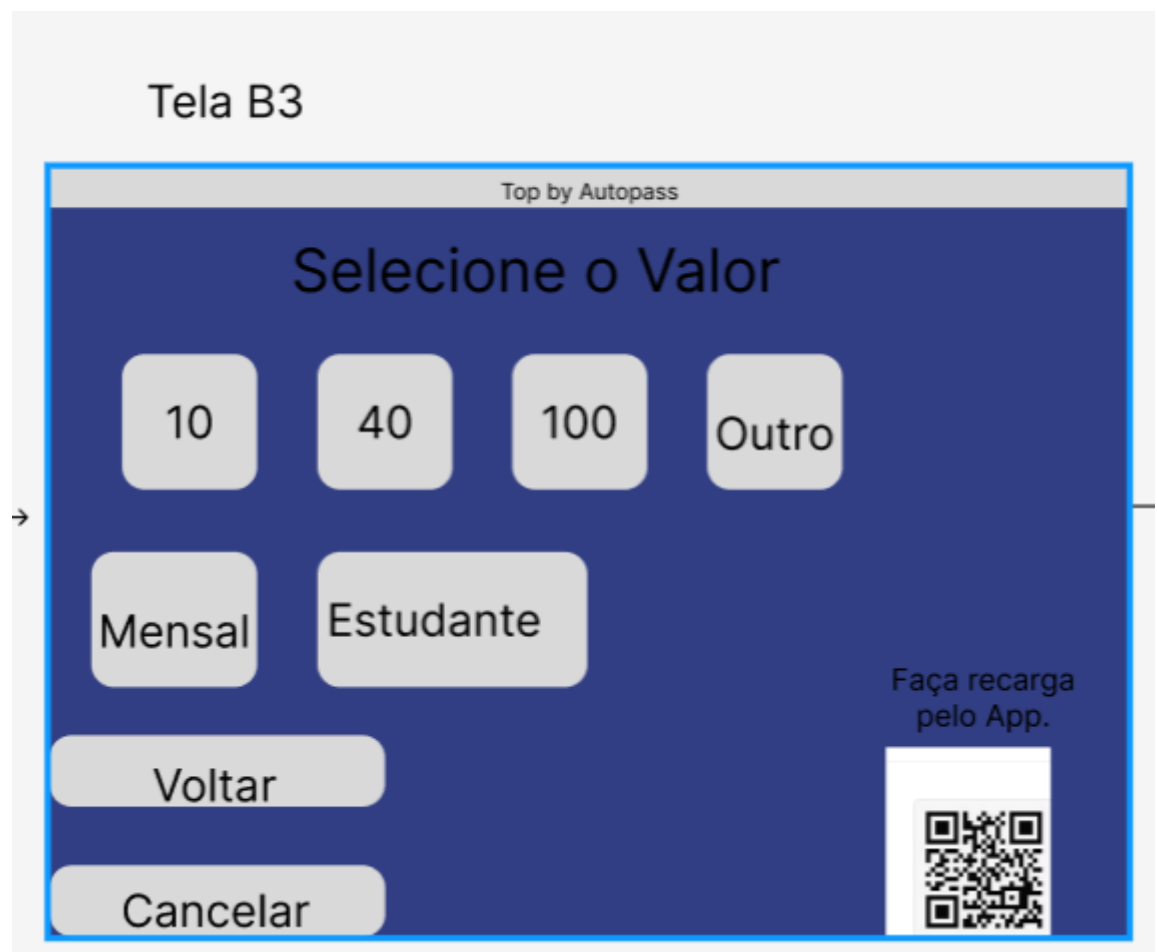 Tela B3
Top by Autopass
Selecione o Valor
10
40
100
Outro
Mensal
Estudante
Faça recarga
pelo App.
Voltar
Cancelar